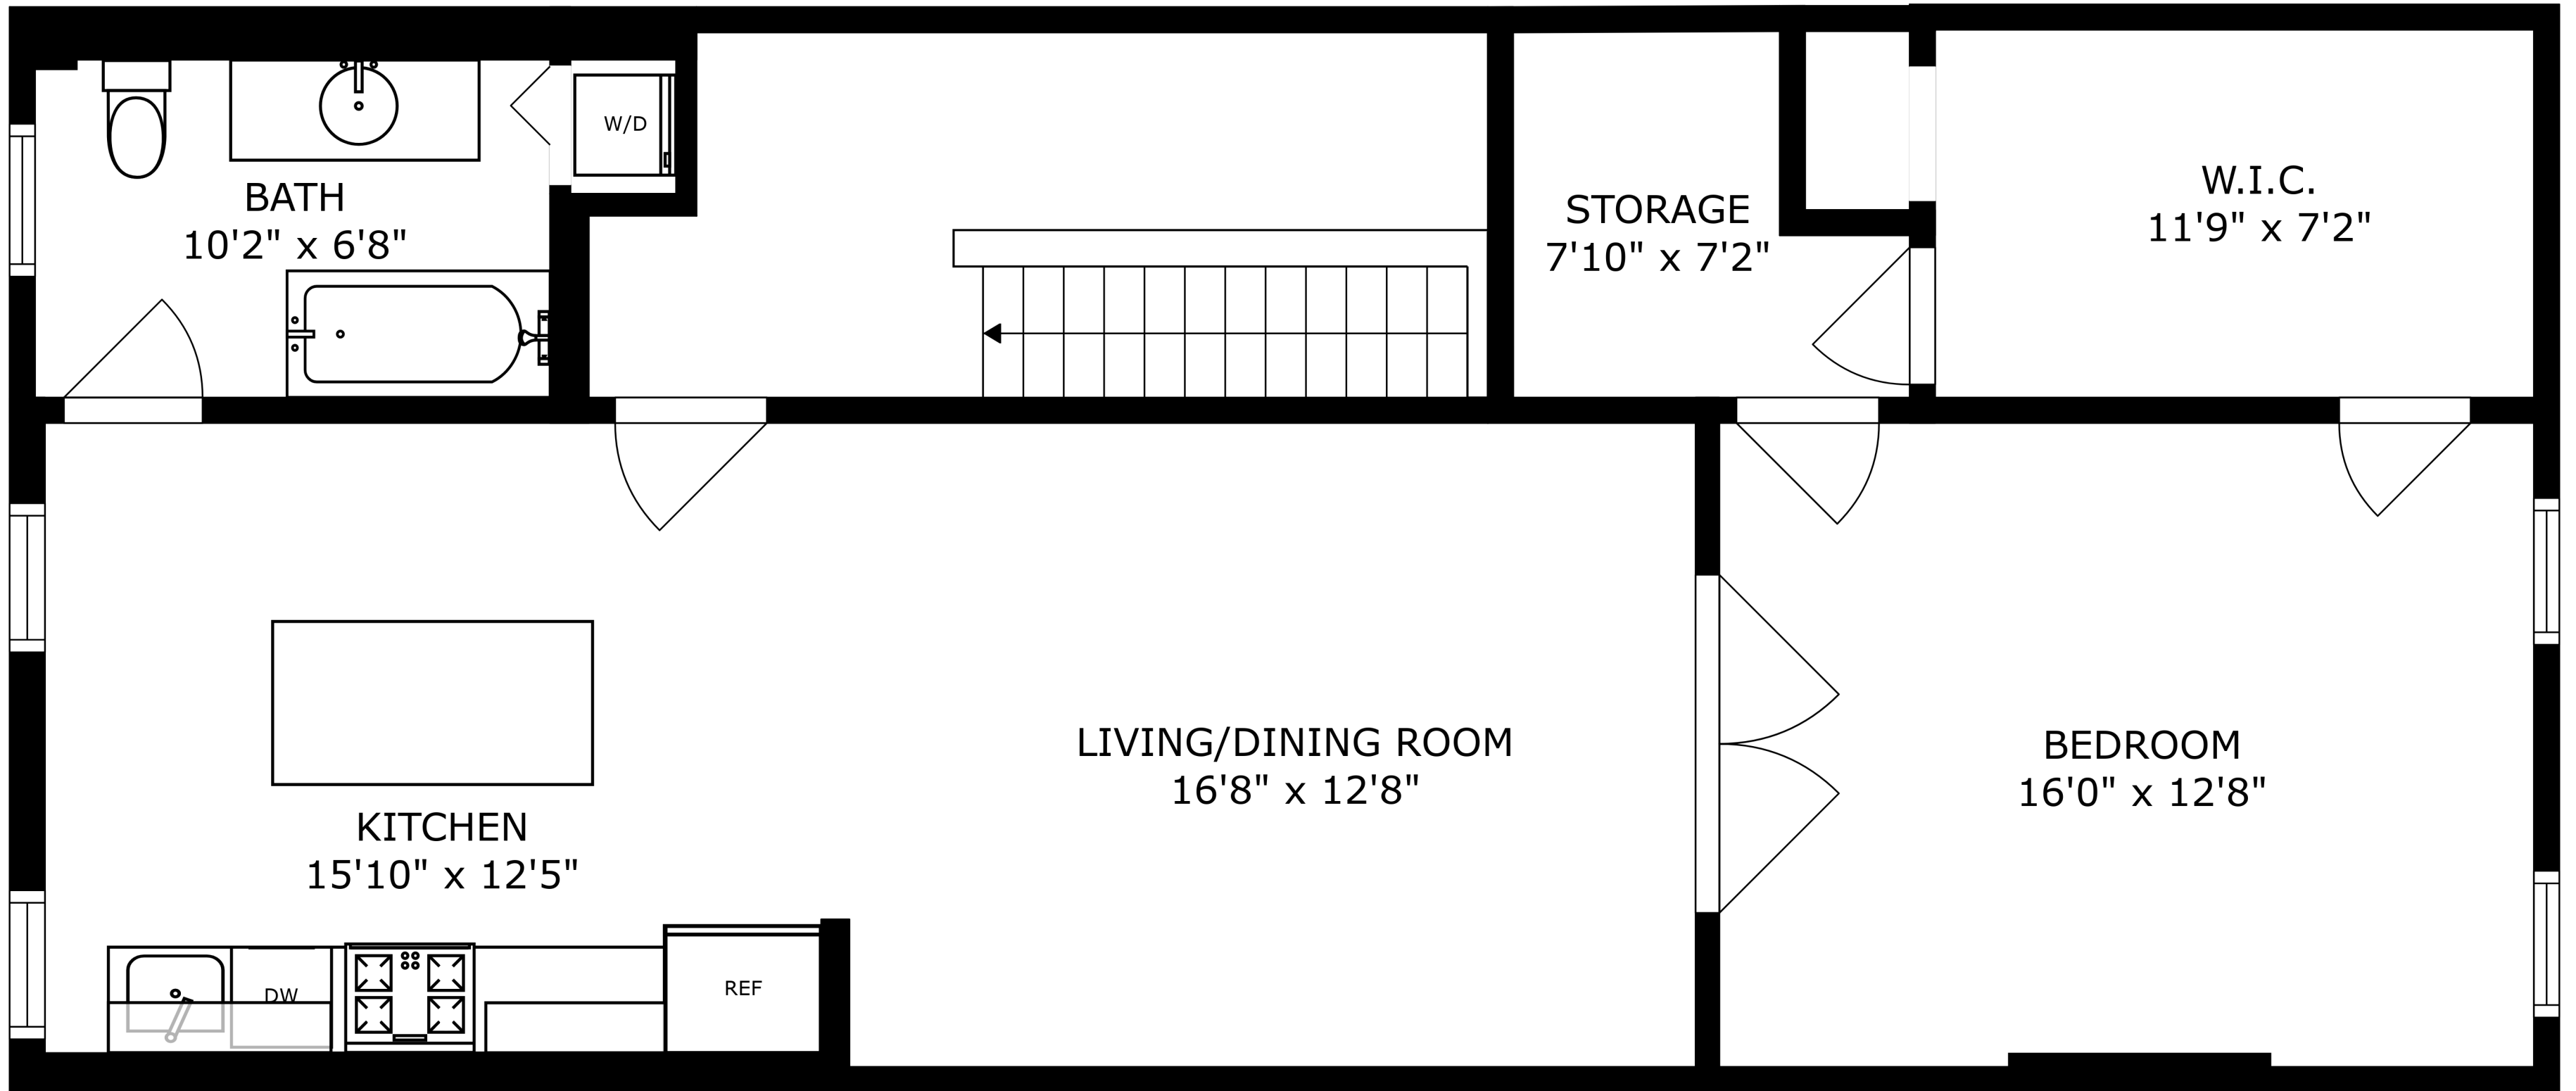 W/D
BATH
10'2" x 6'8"
STORAGE
7'10" x 7'2"
W.I.C.
11'9" x 7'2"
LIVING/DINING ROOM
16'8" x 12'8"
BEDROOM
16'0" x 12'8"
KITCHEN
15'10" x 12'5"
DW
REF